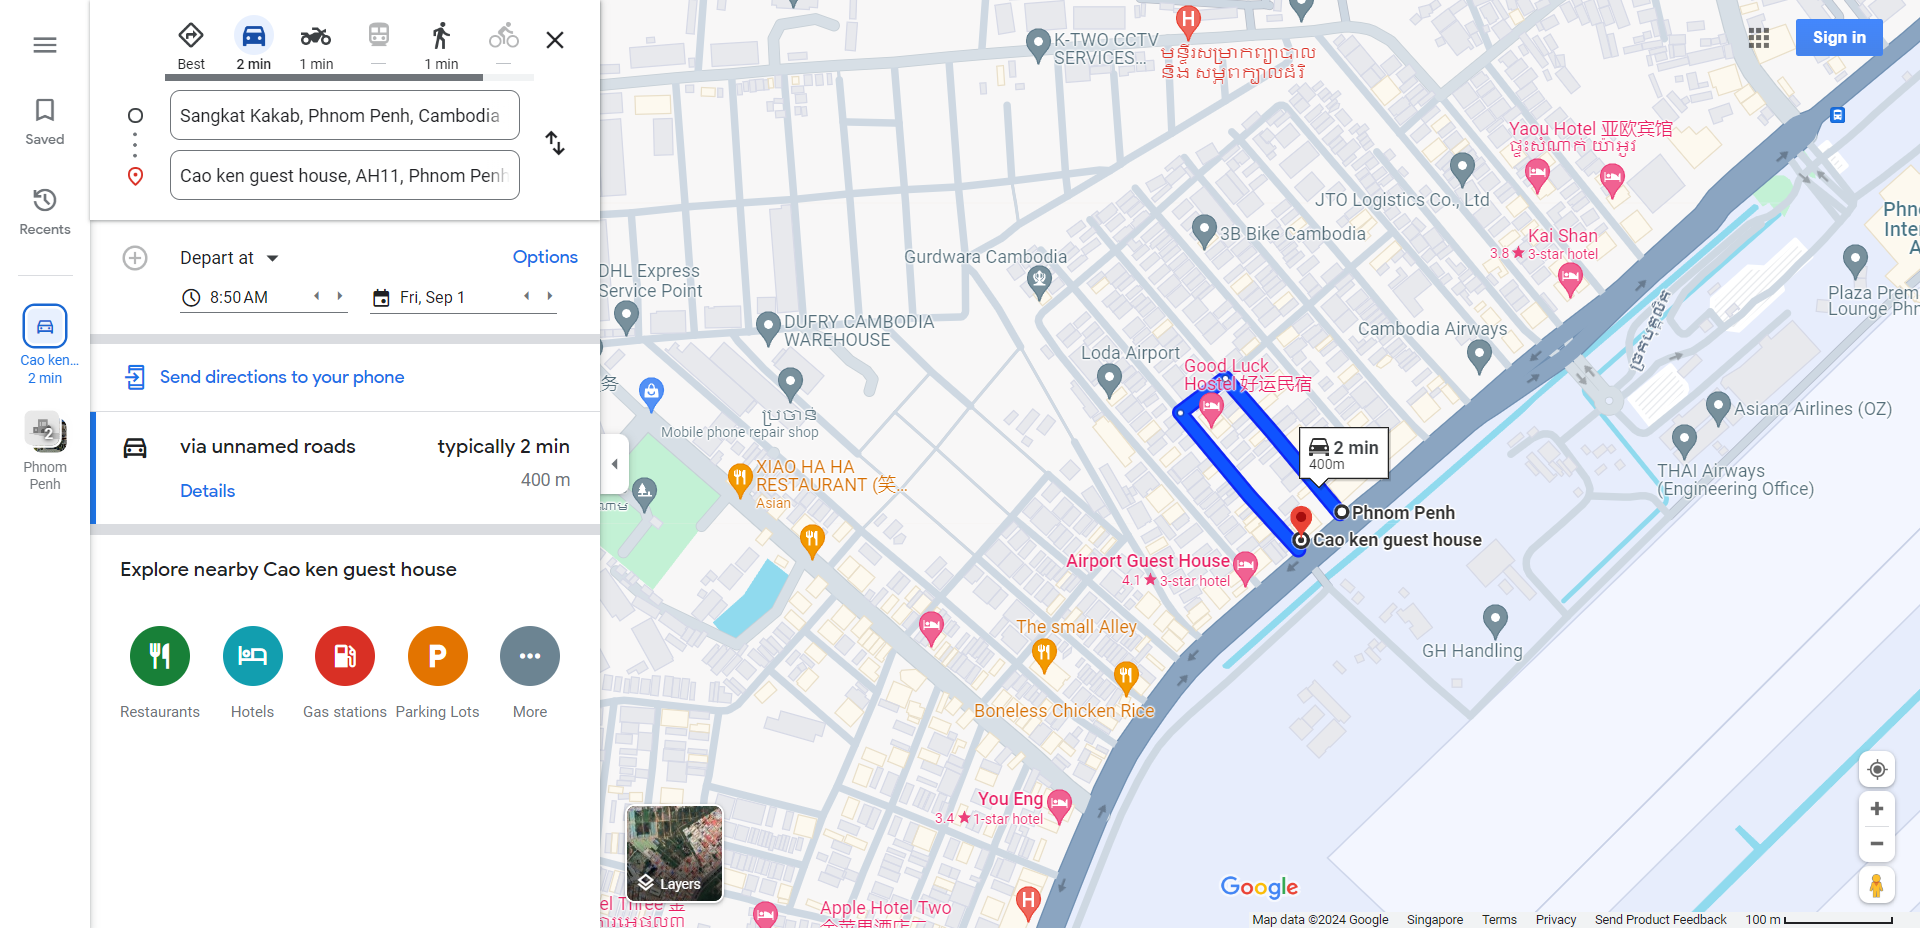 Best
2 min
1 min
1 min
Saved
Recents
Cao ken...
2 min
2
Phnom
Penh
Sangkat Kakab, Phnom Penh, Cambodia
Cao ken guest house, AH11, Phnom Penh
Depart at
Options
8:50 AM
Fri, Sep 1
Send directions to your phone
via unnamed roads
typically 2 min
400 m
Details
Explore nearby Cao ken guest house
Restaurants
Hotels
Gas stations
Parking Lots
More
Sign in
K-TWO CCTV
SERVICES...
H
មន្ទីរសម្រាកព្យាបាល
និង សម្ភពក្បាលដំរី
Yaou Hotel 亚欧宾馆
ផ្ទះសំណាក់ យ៉ាអូវ
JTO Logistics Co., Ltd
3B Bike Cambodia
Kai Shan
3.8 ★ 3-star hotel
Gurdwara Cambodia
DHL Express
Service Point
DUFRY CAMBODIA
WAREHOUSE
Plaza Prem
Lounge Phn
Cambodia Airways
Loda Airport
Good Luck
Hostel 好运民宿
务
ប្រចាន់
Mobile phone repair shop
Asiana Airlines (OZ)
2 min
400m
XIAO HA HA
RESTAURANT (笑...
Asian
THAI Airways
(Engineering Office)
Phnom Penh
Cao ken guest house
Airport Guest House
4.1 ★ 3-star hotel
The small Alley
GH Handling
Boneless Chicken Rice
You Eng
3.4 ★ 1-star hotel
Layers
Apple Hotel Two
H
Google
Map data ©2024 Google
Singapore
Terms
Privacy
Send Product Feedback
100 m